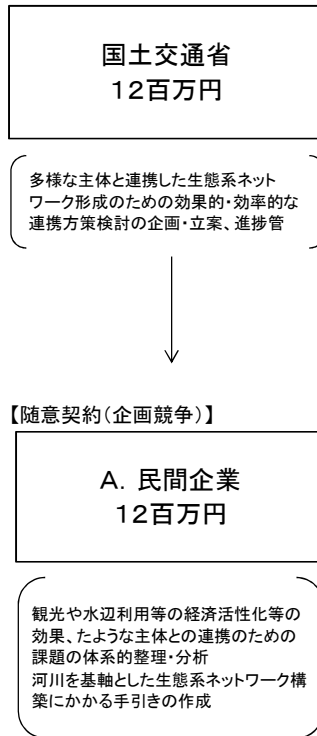 国土交通省
12百万円
多様な主体と連携した生態系ネット
ワーク形成のための効果的・効率的な
連携方策検討の企画・立案、進捗管
【随意契約(企画競争)】
A. 民間企業
12百万円
観光や水辺利用等の経済活性化等の
効果、たような主体との連携のための
課題の体系的整理・分析
河川を基軸とした生態系ネットワーク構
築にかかる手引きの作成